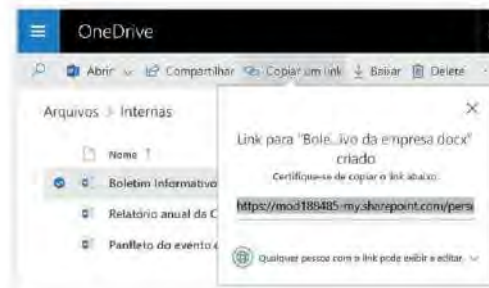 OneDrive
Abrir Compartilhar Copiar um link Baixar Delete
Arquivos > Internas
Nome ↑
Boletim Informativo
Relatório anual da C
Panfleto do evento
Link para "Bole...ivo da empresa docx"
criado
Certifique-se de copiar o link abaixo.
https://mod189485-my.sharepoint.com/perso
Qualquer pessoa com o link pode exibir e editar